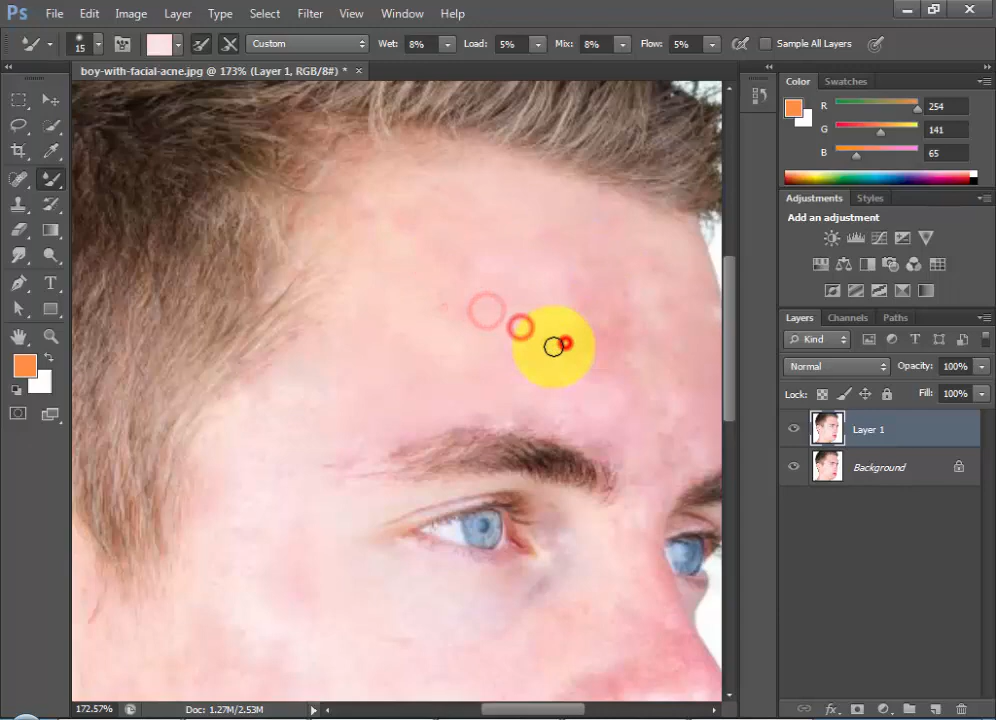 Ps File Edit Image Layer Type Select Filter View Window Help
15 Custom Wet: 8% Load: 5% Mix: 8% Flow: 5% Sample All Layers
boy-with-facial-acne.jpg @ 173% (Layer 1, RGB/8#) * ×
Color Swatches
R 254
G 141
B 65
Adjustments Styles
Add an adjustment
Layers Channels Paths
Kind
Normal Opacity: 100%
Lock: Fill: 100%
Layer 1
Background
172.57% Doc: 1.27M/2.53M
fx